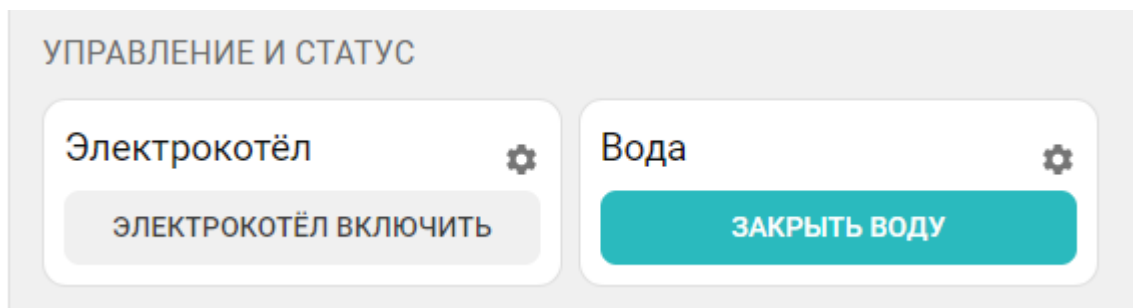 УПРАВЛЕНИЕ И СТАТУС
Электрокотёл
Вода
ЭЛЕКТРОКОТЁЛ ВКЛЮЧИТЬ
ЗАКРЫТЬ ВОДУ